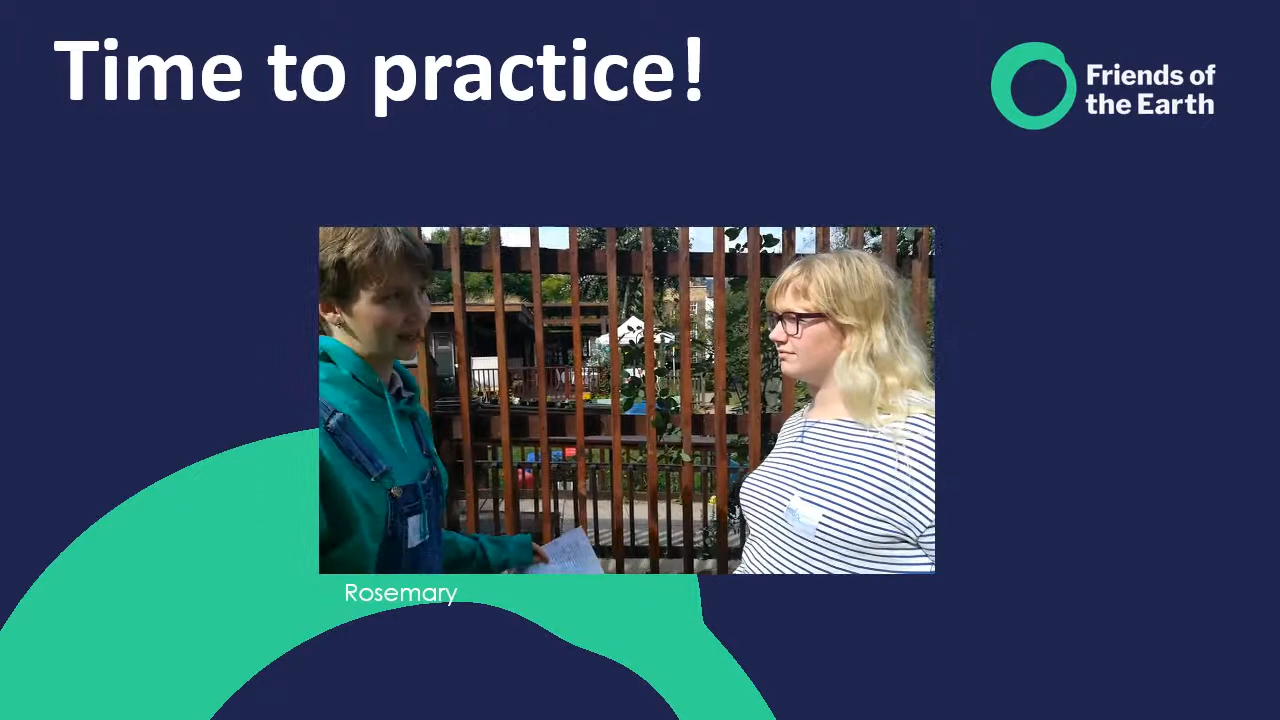 Time to practice!
Friends of
the Earth
Rosemary